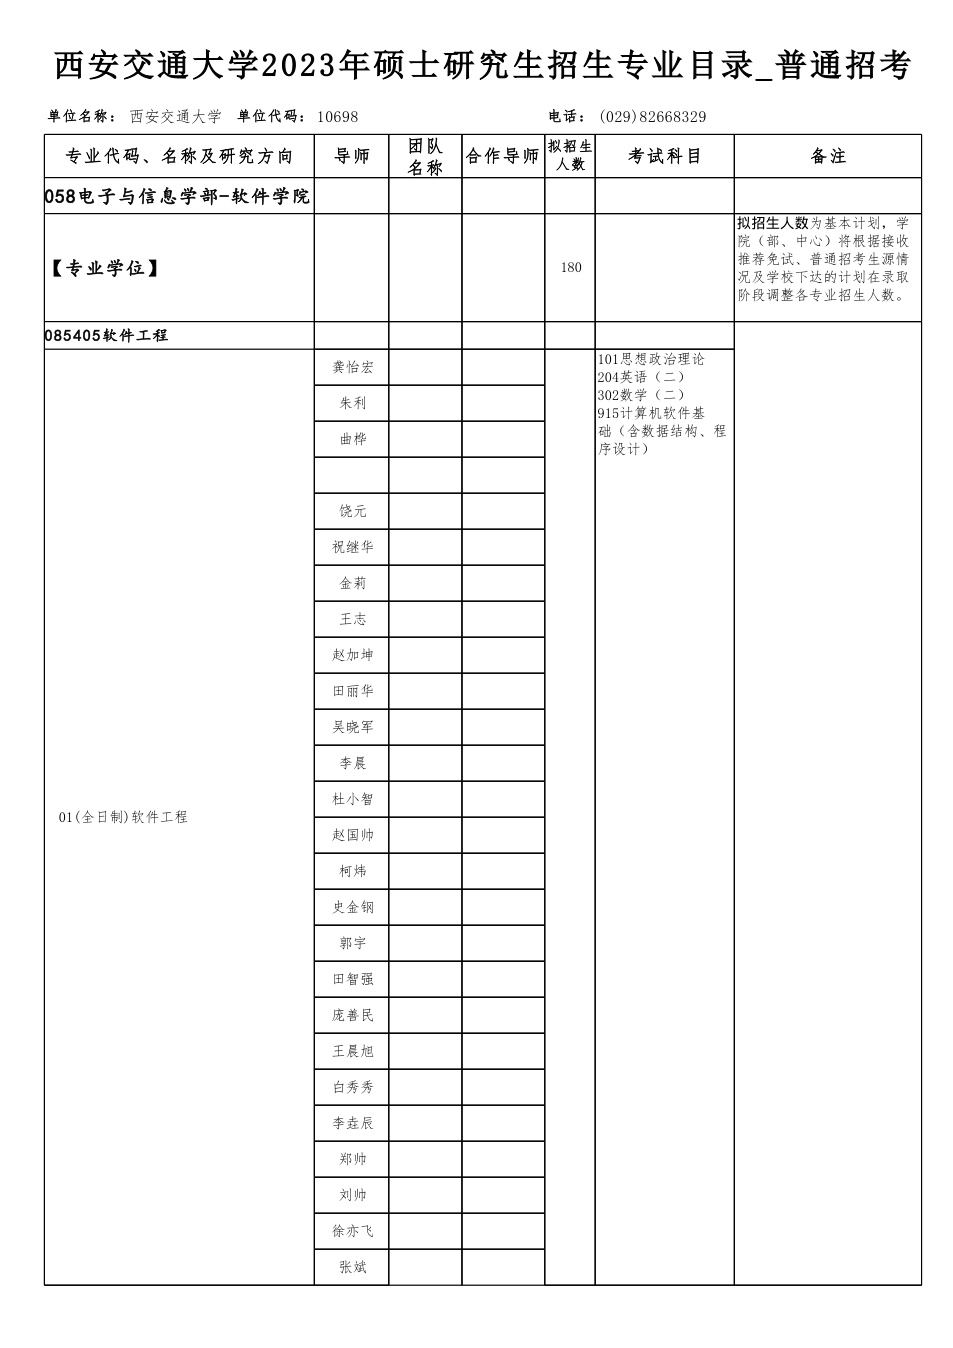 西安交通大学2023年硕士研究生招生专业目录_普通招考
单位名称： 西安交通大学 单位代码：10698 电话： (029)82668329
专业代码、名称及研究方向 导师 团队名称 合作导师 拟招生人数 考试科目 备注
058电子与信息学部-软件学院
【专业学位】 180
拟招生人数为基本计划，学
院（部、中心）将根据接收
推荐免试、普通招考生源情
况及学校下达的计划在录取
阶段调整各专业招生人数。
085405软件工程
01(全日制)软件工程
龚怡宏
朱利
曲桦
饶元
祝继华
金莉
王志
赵加坤
田丽华
吴晓军
李晨
杜小智
赵国帅
柯炜
史金钢
郭宇
田智强
庞善民
王晨旭
白秀秀
李垚辰
郑帅
刘帅
徐亦飞
张斌
101思想政治理论
204英语（二）
302数学（二）
915计算机软件基
础（含数据结构、程
序设计）